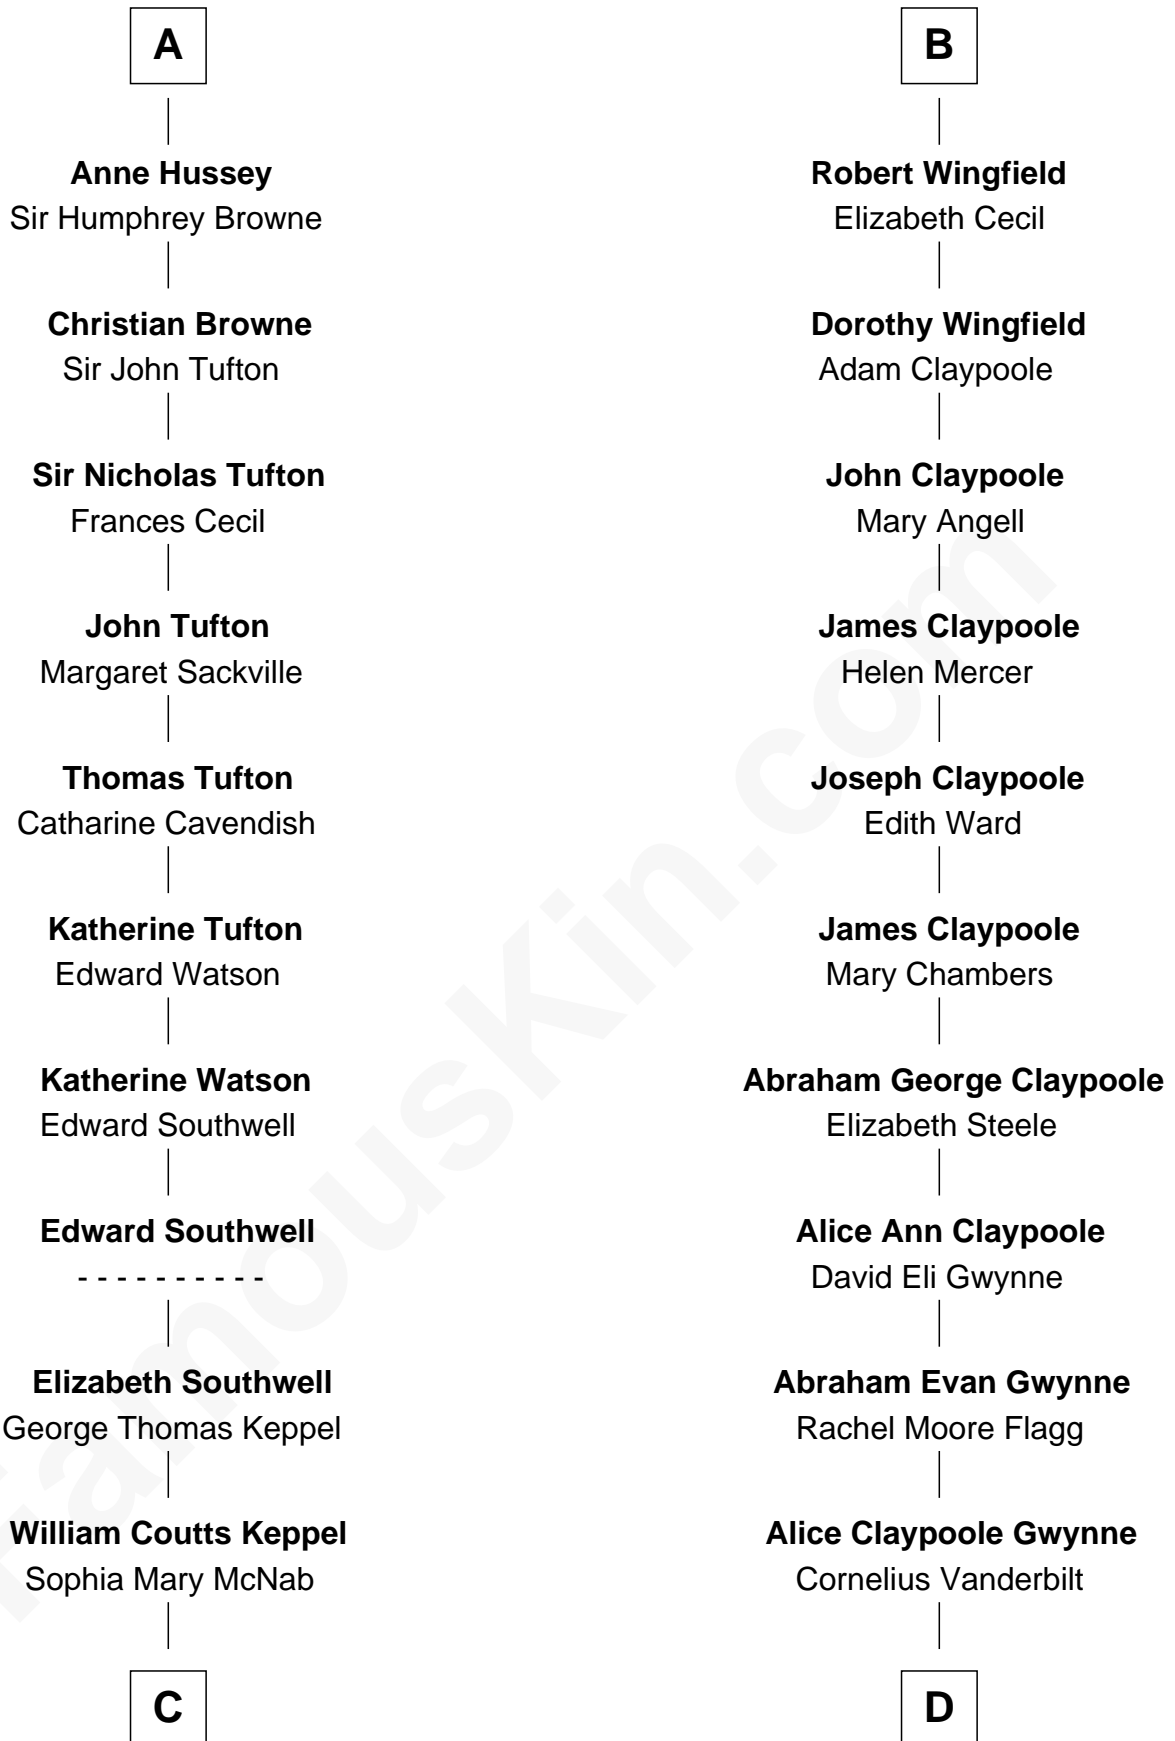 A
Anne Hussey
Sir Humphrey Browne
Christian Browne
Sir John Tufton
Sir Nicholas Tufton
Frances Cecil
John Tufton
Margaret Sackville
Thomas Tufton
Catharine Cavendish
Katherine Tufton
Edward Watson
Katherine Watson
Edward Southwell
Edward Southwell
- - - - - - - - - -
Elizabeth Southwell
George Thomas Keppel
William Coutts Keppel
Sophia Mary McNab
C
B
Robert Wingfield
Elizabeth Cecil
Dorothy Wingfield
Adam Claypoole
John Claypoole
Mary Angell
James Claypoole
Helen Mercer
Joseph Claypoole
Edith Ward
James Claypoole
Mary Chambers
Abraham George Claypoole
Elizabeth Steele
Alice Ann Claypoole
David Eli Gwynne
Abraham Evan Gwynne
Rachel Moore Flagg
Alice Claypoole Gwynne
Cornelius Vanderbilt
D
FamousKin.com